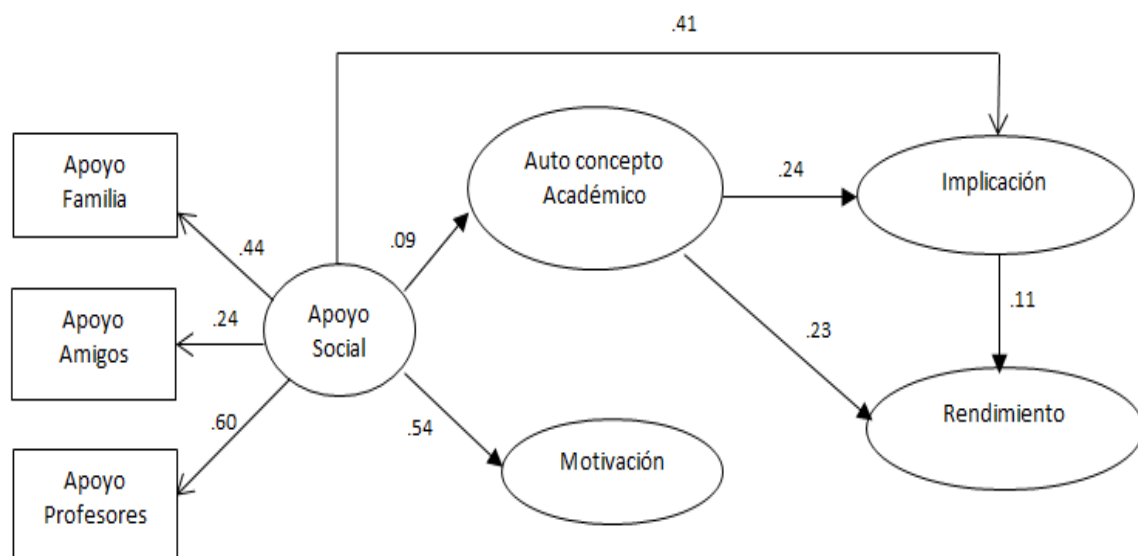 .41
Apoyo
Familia
Auto concepto
Académico
.24
Implicación
.44
.09
Apoyo
Amigos
.24
Apoyo
Social
.23
.11
.60
.54
Rendimiento
Motivación
Apoyo
Profesores